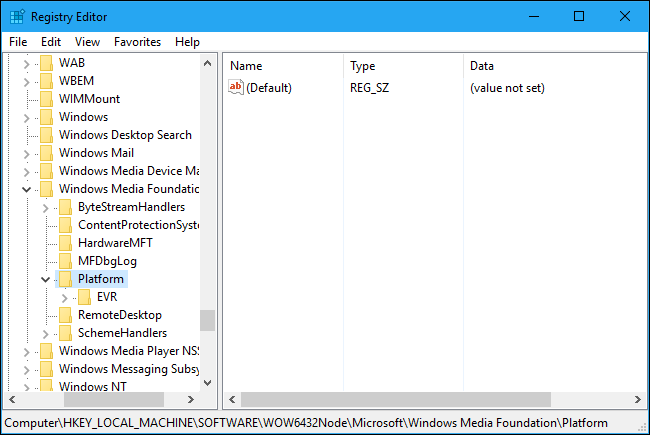 Registry Editor
File Edit View Favorites Help
WAB
WBEM
WIMMount
Windows
Windows Desktop Search
Windows Mail
Windows Media Device Ma
Windows Media Foundatio
ByteStreamHandlers
ContentProtectionSyste
HardwareMFT
MFDbgLog
Platform
EVR
RemoteDesktop
SchemeHandlers
Windows Media Player NSS
Windows Messaging Subsy
Windows NT
Name Type Data
ab (Default) REG_SZ (value not set)
Computer\HKEY_LOCAL_MACHINE\SOFTWARE\WOW6432Node\Microsoft\Windows Media Foundation\Platform